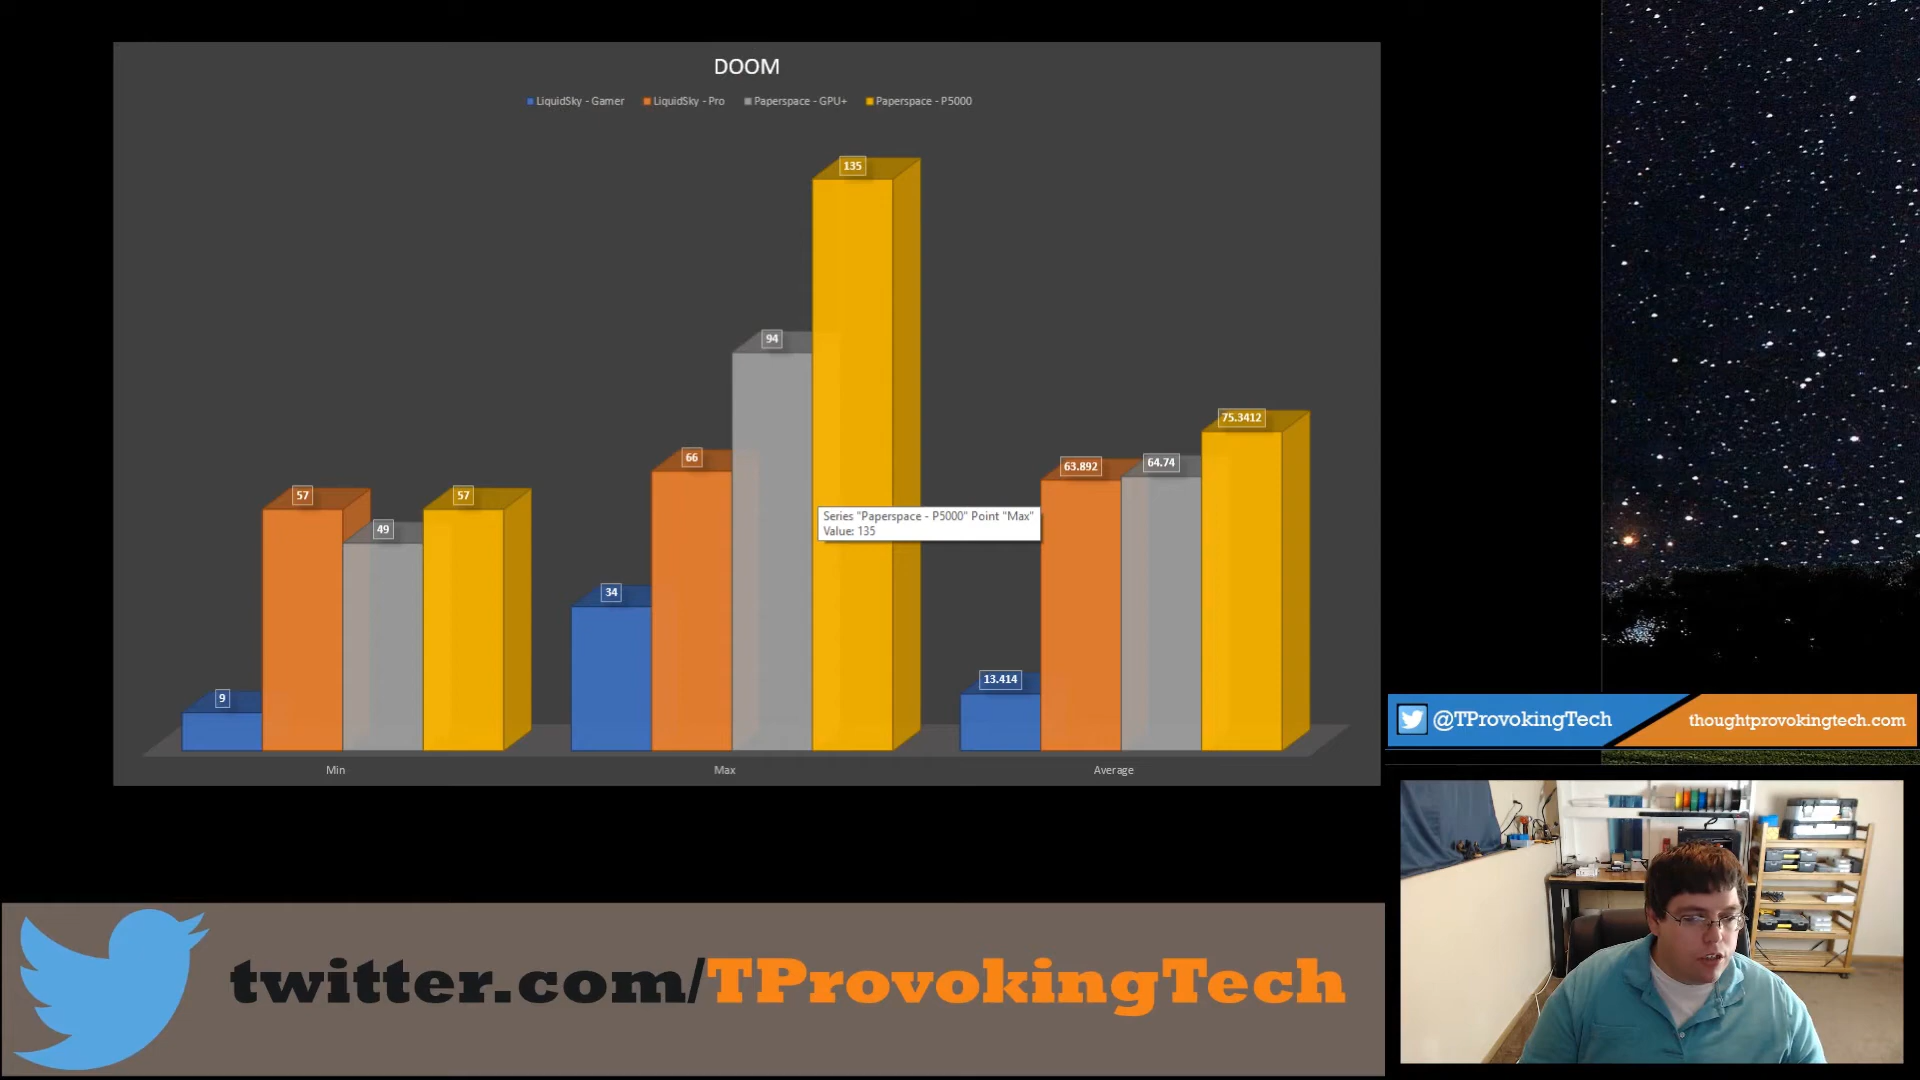 DOOM
LiquidSky - Gamer LiquidSky - Pro Paperspace - GPU+ Paperspace - P5000
135
94
75.3412
66
63.892
64.74
57
57
49
Series "Paperspace - P5000" Point "Max"
Value: 135
34
13.414
9
Min Max Average
@TProvokingTech
thoughtprovokingtech.com
twitter.com/TProvokingTech